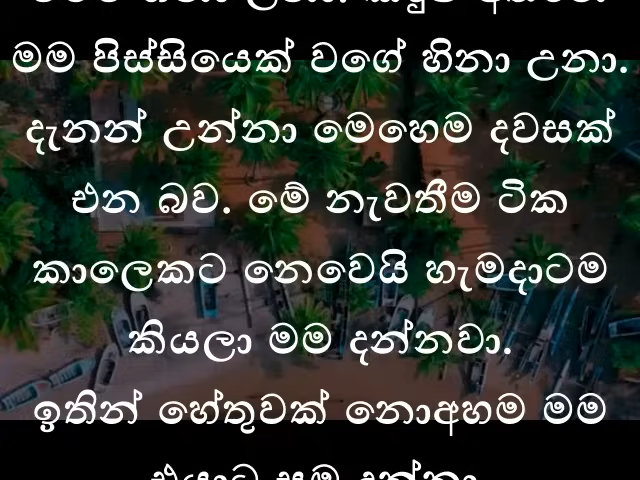 මම පිස්සියෙක් වගේ හිනා උනා.
දැනන් උන්නා මෙහෙම දවසක්
එන බව. මේ නැවතීම ටික
කාලෙකට නෙවෙයි හැමදාටම
කියලා මම දන්නවා.
ඉතින් හේතුවක් නොඅහම මම